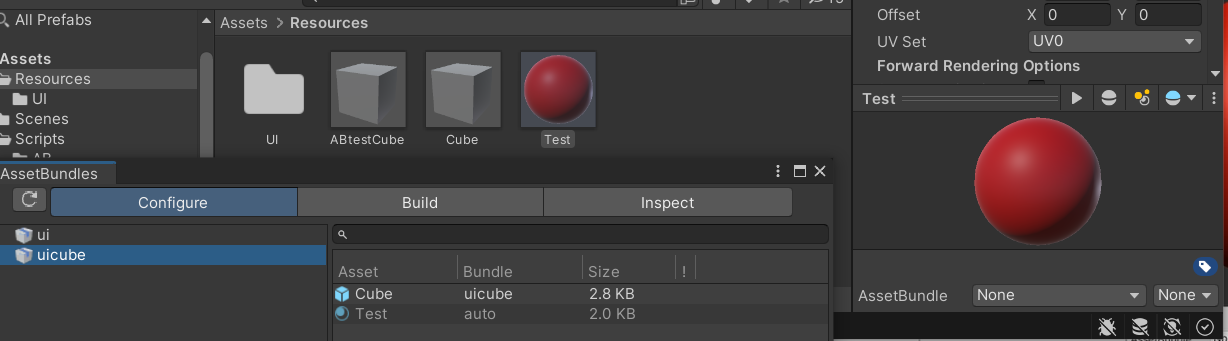 All Prefabs
Assets
Resources
UI
Scenes
Scripts
Assets > Resources
UI
ABtestCube
Cube
Test
Offset X 0 Y 0
UV Set UV0
Forward Rendering Options
Test
AssetBundle None None
AssetBundles
Configure Build Inspect
ui
uicube
Asset Bundle Size !
Cube uicube 2.8 KB
Test auto 2.0 KB